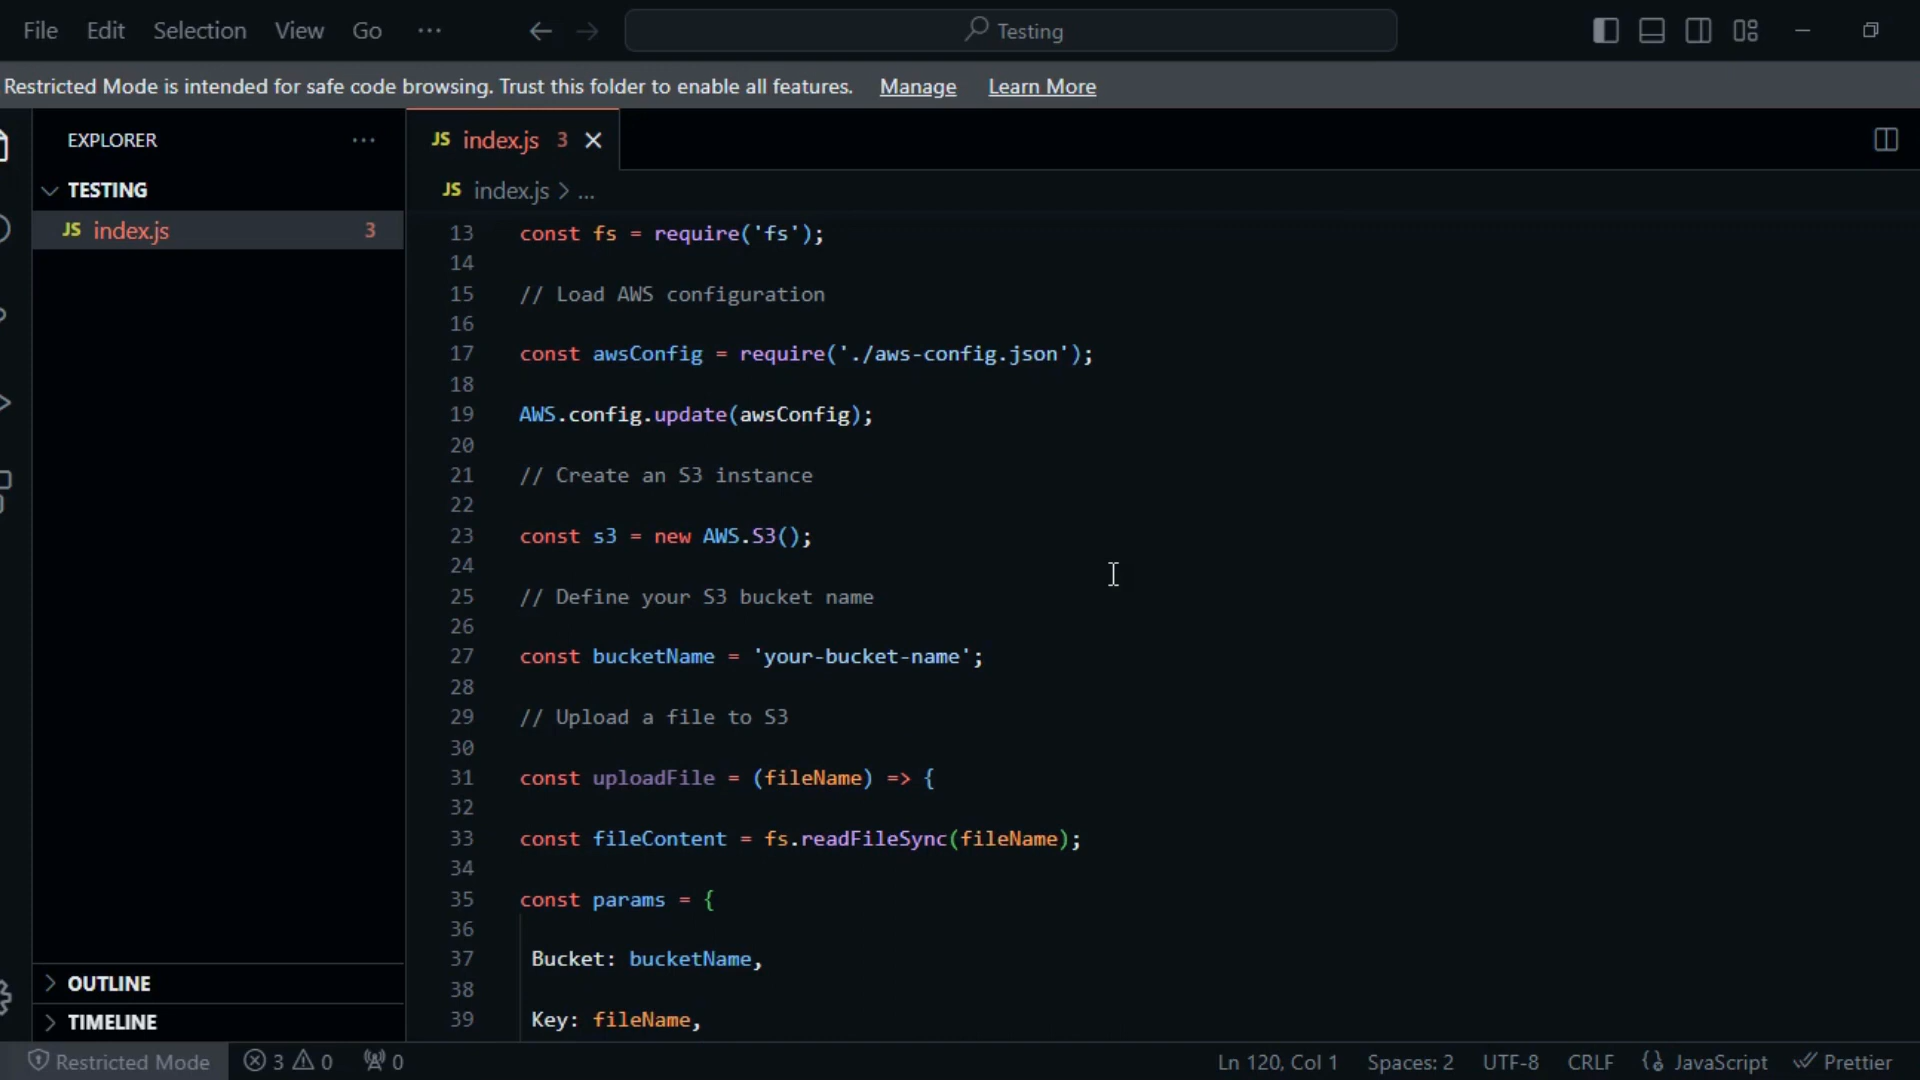 File Edit Selection View Go ··· Testing
Restricted Mode is intended for safe code browsing. Trust this folder to enable all features. Manage Learn More
EXPLORER ···
JS index.js 3
TESTING
JS index.js > ...
JS index.js 3
13 const fs = require('fs');
14
15 // Load AWS configuration
16
17 const awsConfig = require('./aws-config.json');
18
19 AWS.config.update(awsConfig);
20
21 // Create an S3 instance
22
23 const s3 = new AWS.S3();
24
25 // Define your S3 bucket name
26
27 const bucketName = 'your-bucket-name';
28
29 // Upload a file to S3
30
31 const uploadFile = (fileName) => {
32
33 const fileContent = fs.readFileSync(fileName);
34
35 const params = {
36
37 Bucket: bucketName,
38
39 Key: fileName,
OUTLINE
TIMELINE
Restricted Mode 3 0 0 Ln 120, Col 1 Spaces: 2 UTF-8 CRLF JavaScript Prettier